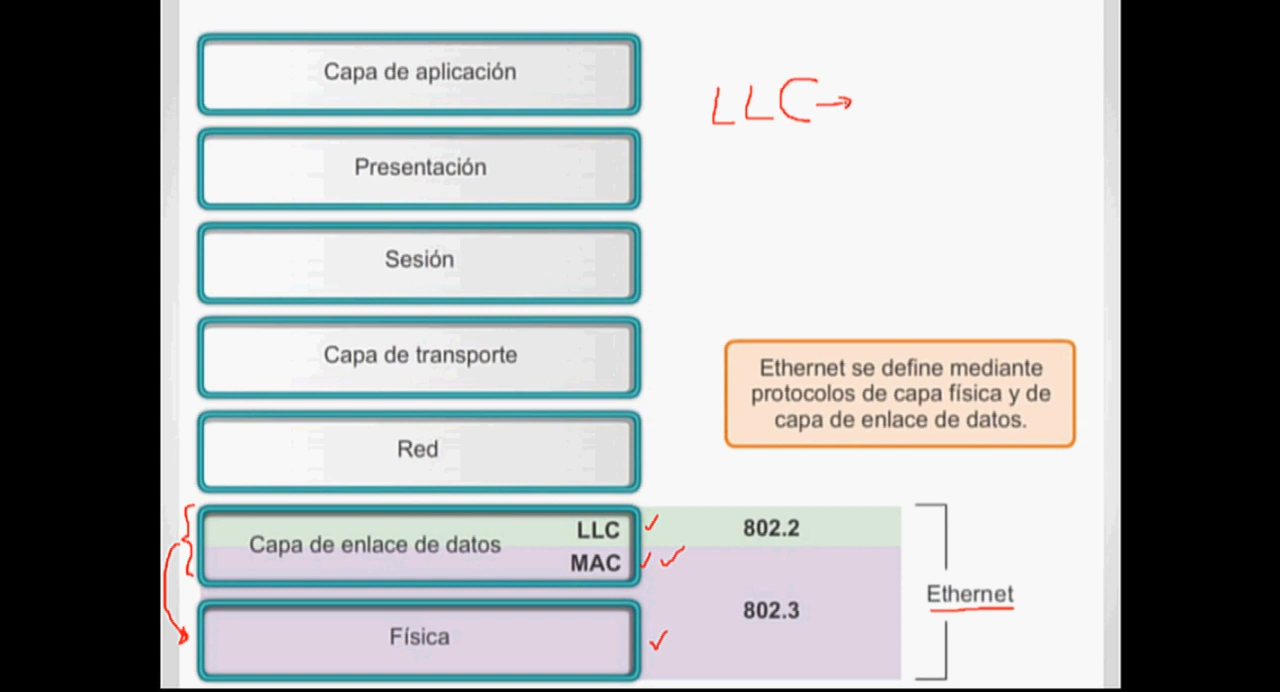 Capa de aplicación
LLC→
Presentación
Sesión
Capa de transporte
Ethernet se define mediante
protocolos de capa física y de
capa de enlace de datos.
Red
Capa de enlace de datos
LLC
802.2
MAC
Ethernet
802.3
Física